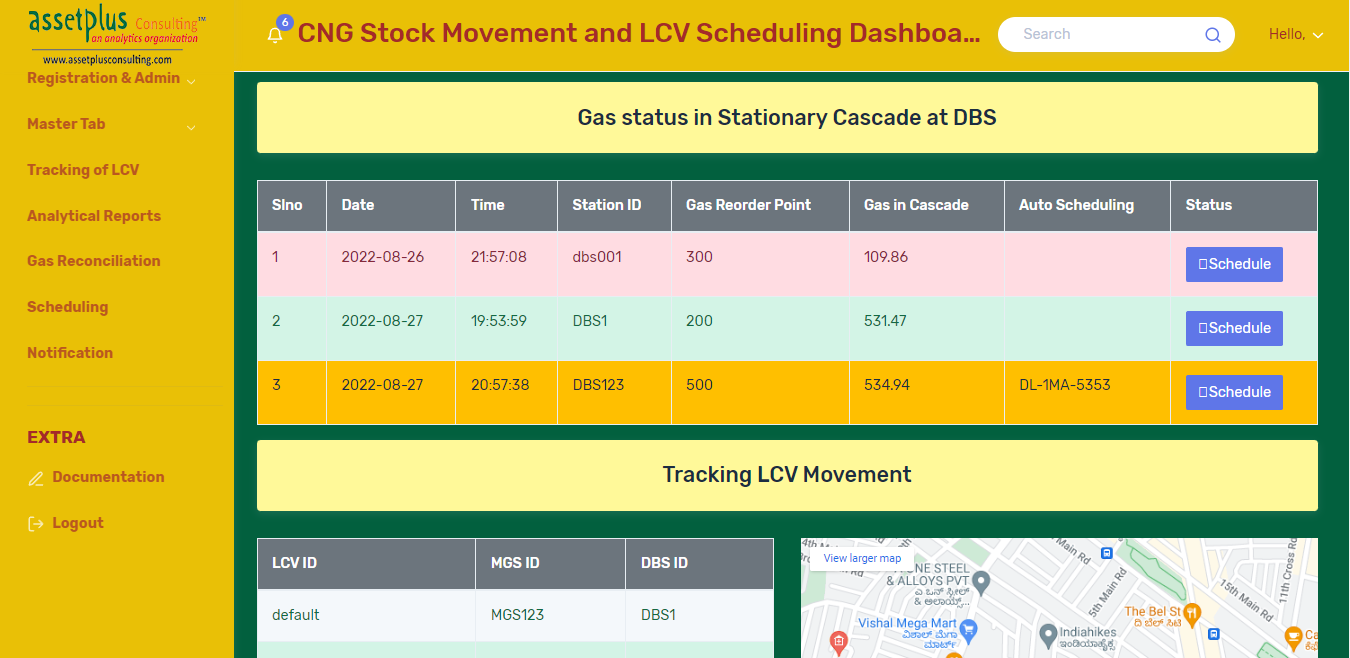 assetplus Consulting™
an analytics organization
www.assetplusconsulting.com
Registration & Admin
Master Tab
Tracking of LCV
Analytical Reports
Gas Reconciliation
Scheduling
Notification
EXTRA
Documentation
Logout
6
CNG Stock Movement and LCV Scheduling Dashboa...
Search
Hello,
Gas status in Stationary Cascade at DBS
Slno Date Time Station ID Gas Reorder Point Gas in Cascade Auto Scheduling Status
1 2022-08-26 21:57:08 dbs001 300 109.86 Schedule
2 2022-08-27 19:53:59 DBS1 200 531.47 Schedule
3 2022-08-27 20:57:38 DBS123 500 534.94 DL-1MA-5353 Schedule
Tracking LCV Movement
LCV ID MGS ID DBS ID
default MGS123 DBS1
View larger map
STEEL
& ALLOYS PVT
ಎ ಒನ್ ಸ್ಟೀಲ್
& ಅಲಾಯ್ಸ್...
Vishal Mega Mart
ವಿಶಾಲ್ ಮೆಗಾ
ಮಾರ್ಟ್
Indiahikes
ಇಂಡಿಯಾಹೈಕ್ಸ್
The Bel St
ದಿ ಬೆಲ್ ಸಿಟಿ
Main Rd
5th Main Rd
15th Main Rd
11th Cross Rd